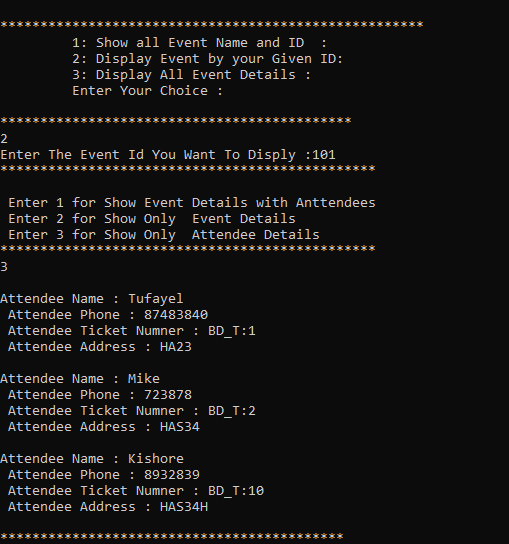 *****************************************************
1: Show all Event Name and ID  :
2: Display Event by your Given ID:
3: Display All Event Details :
Enter Your Choice :
********************************************
2
Enter The Event Id You Want To Disply :101
***********************************************
Enter 1 for Show Event Details with Anttendees
Enter 2 for Show Only  Event Details
Enter 3 for Show Only  Attendee Details
***********************************************
3
Attendee Name : Tufayel
Attendee Phone : 87483840
Attendee Ticket Numner : BD_T:1
Attendee Address : HA23
Attendee Name : Mike
Attendee Phone : 723878
Attendee Ticket Numner : BD_T:2
Attendee Address : HAS34
Attendee Name : Kishore
Attendee Phone : 8932839
Attendee Ticket Numner : BD_T:10
Attendee Address : HAS34H
*******************************************